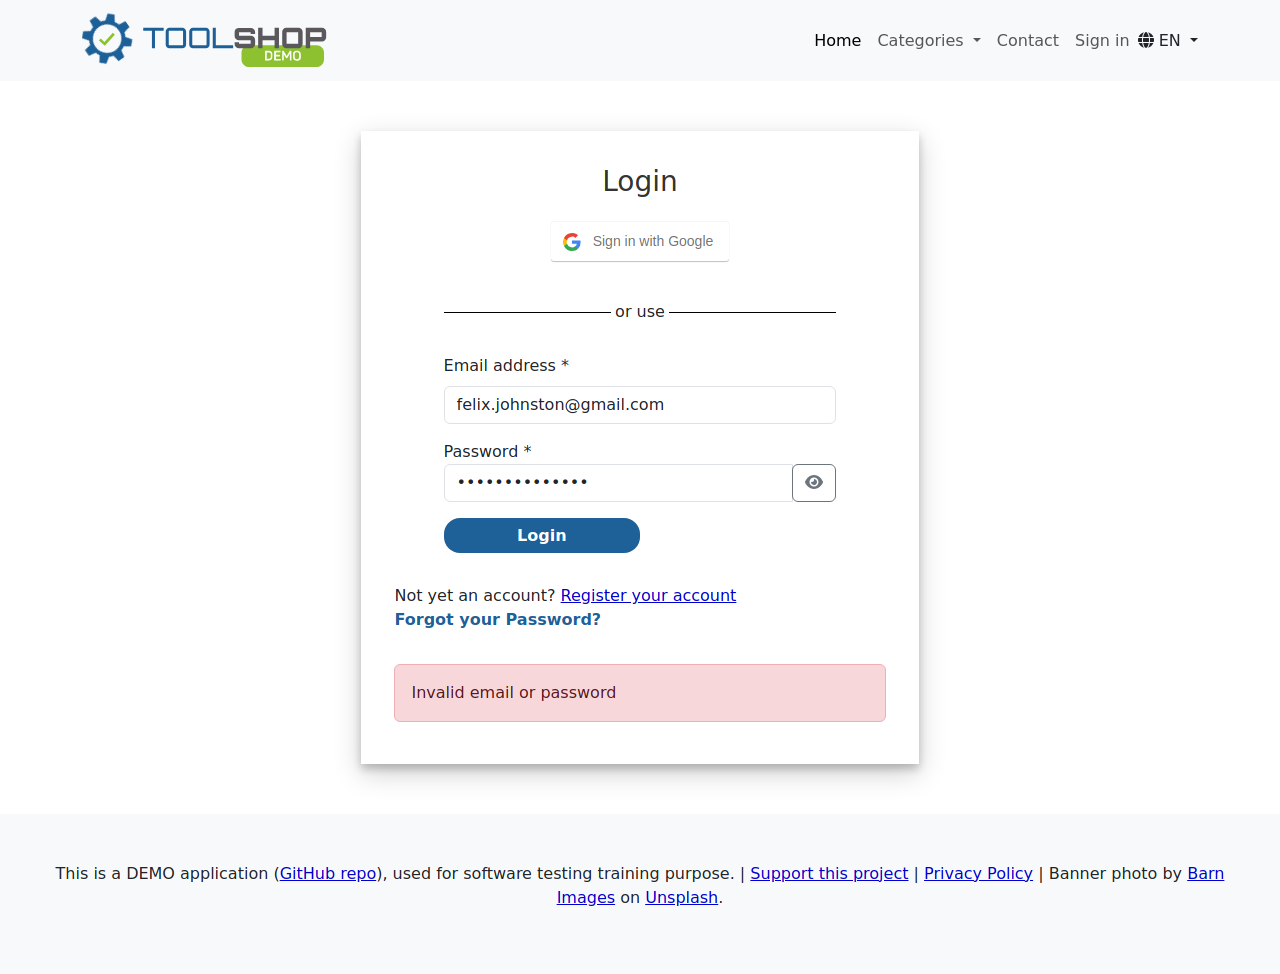 TOOLSHOP
DEMO
Home Categories Contact Sign in EN
Login
Sign in with Google
or use
Email address *
felix.johnston@gmail.com
Password *
••••••••••••••
Login
Not yet an account? Register your account
Forgot your Password?
Invalid email or password
This is a DEMO application (GitHub repo), used for software testing training purpose. | Support this project | Privacy Policy | Banner photo by Barn
Images on Unsplash.